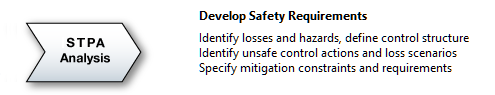 STPA
Analysis
Develop Safety Requirements
Identify losses and hazards, define control structure
Identify unsafe control actions and loss scenarios
Specify mitigation constraints and requirements